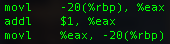 movl -20(%rbp), %eax
addl $1, %eax
movl %eax, -20(%rbp)